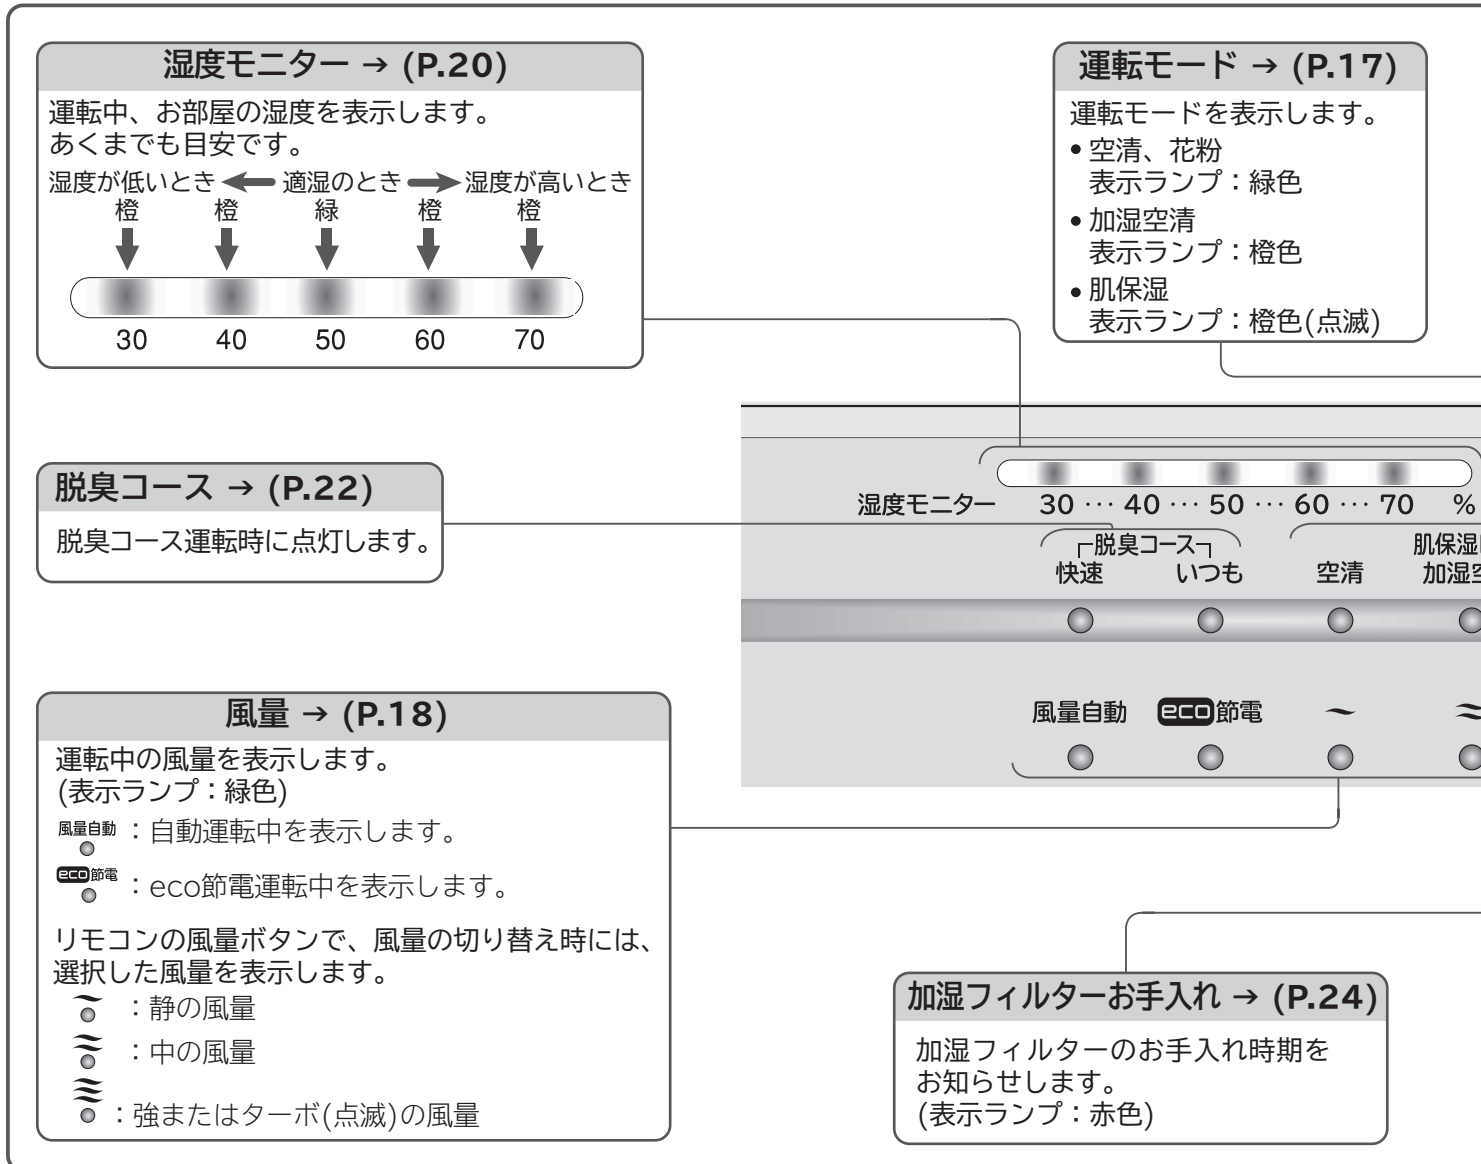 湿度モニター → (P.20)
運転中、お部屋の湿度を表示します。
あくまでも目安です。
湿度が低いとき 適湿のとき 湿度が高いとき
橙 橙 緑 橙 橙
30 40 50 60 70
運転モード → (P.17)
運転モードを表示します。
• 空清、花粉
表示ランプ：緑色
• 加湿空清
表示ランプ：橙色
• 肌保湿
表示ランプ：橙色(点滅)
脱臭コース → (P.22)
脱臭コース運転時に点灯します。
湿度モニター 30 … 40 … 50 … 60 … 70 %
脱臭コース 肌保湿
快速 いつも 空清 加湿
風量自動 eco節電
風量 → (P.18)
運転中の風量を表示します。
(表示ランプ：緑色)
風量自動 ：自動運転中を表示します。
eco節電 ：eco節電運転中を表示します。
リモコンの風量ボタンで、風量の切り替え時には、
選択した風量を表示します。
：静の風量
：中の風量
：強またはターボ(点滅)の風量
加湿フィルターお手入れ → (P.24)
加湿フィルターのお手入れ時期を
お知らせします。
(表示ランプ：赤色)